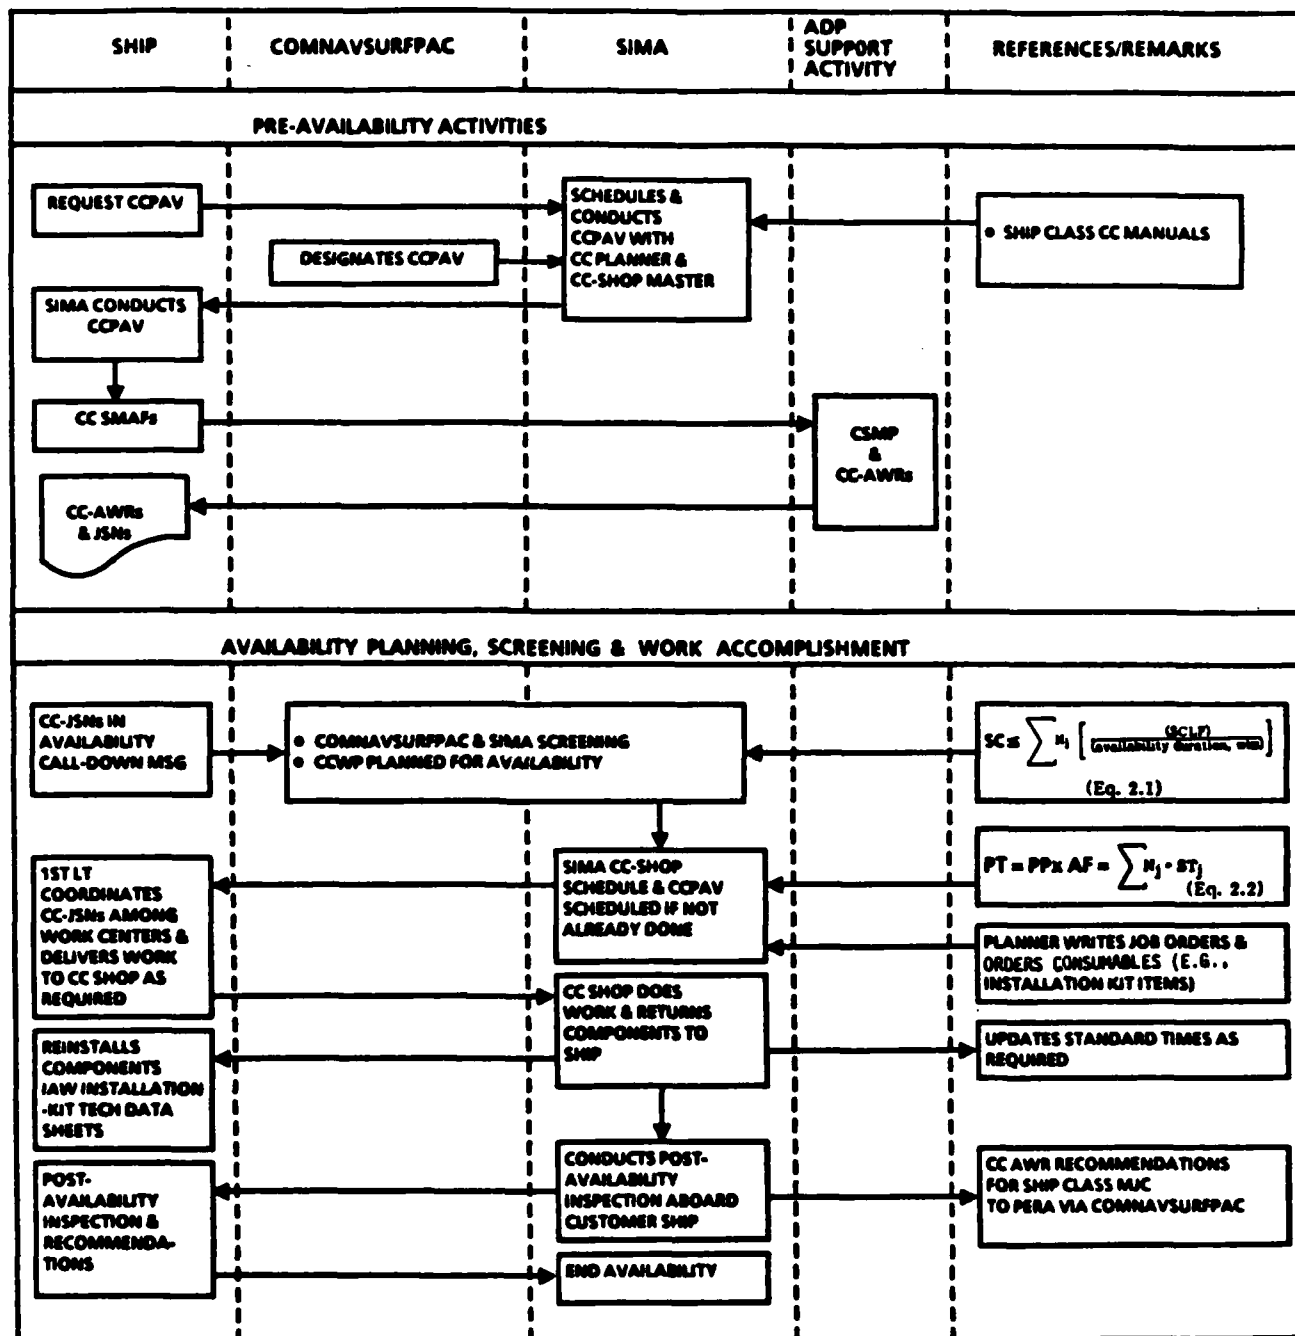 SHIP
COMNAVSURFPAC
SIMA
ADP
SUPPORT
ACTIVITY
REFERENCES/REMARKS
PRE-AVAILABILITY ACTIVITIES
REQUEST CCPAV
SCHEDULES &
CONDUCTS
CCPAV WITH
CC PLANNER &
CC-SHOP MASTER
• SHIP CLASS CC MANUALS
DESIGNATES CCPAV
SIMA CONDUCTS
CCPAV
CC SMAFs
CSMP
&
CC-AWRs
CC-AWRs
& JSNs
AVAILABILITY PLANNING, SCREENING & WORK ACCOMPLISHMENT
CC-JSNs IN
AVAILABILITY
CALL-DOWN MSG
• COMNAVSURFPAC & SIMA SCREENING
• CCWP PLANNED FOR AVAILABILITY
SC ≤ ∑ Nj [ (SCLF) / (availability duration, ) ]
(Eq. 2.1)
1ST LT
COORDINATES
CC-JSNs AMONG
WORK CENTERS &
DELIVERS WORK
TO CC SHOP AS
REQUIRED
SIMA CC-SHOP
SCHEDULE & CCPAV
SCHEDULED IF NOT
ALREADY DONE
PT = PPx AF = ∑ Nj · STj
(Eq. 2.2)
PLANNER WRITES JOB ORDERS &
ORDERS CONSUMABLES (E.G.,
INSTALLATION KIT ITEMS)
CC SHOP DOES
WORK & RETURNS
COMPONENTS TO
SHIP
UPDATES STANDARD TIMES AS
REQUIRED
REINSTALLS
COMPONENTS
IAW INSTALLATION
-KIT TECH DATA
SHEETS
CONDUCTS POST-
AVAILABILITY
INSPECTION ABOARD
CUSTOMER SHIP
CC AWR RECOMMENDATIONS
FOR SHIP CLASS MJC
TO PERA VIA COMNAVSURFPAC
POST-
AVAILABILITY
INSPECTION &
RECOMMENDA-
TIONS
END AVAILABILITY